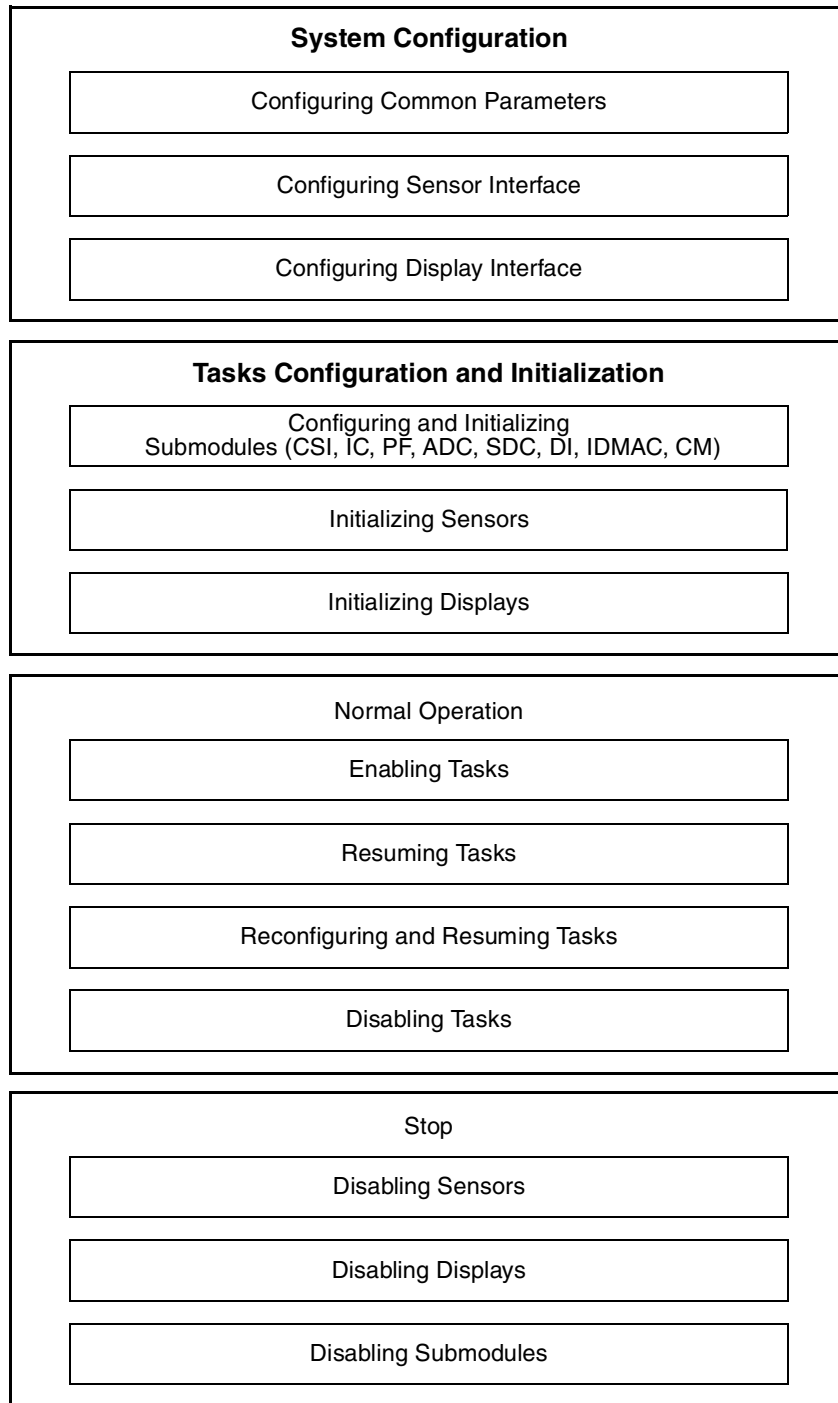 System Configuration
Configuring Common Parameters
Configuring Sensor Interface
Configuring Display Interface
Tasks Configuration and Initialization
Configuring and Initializing
Submodules (CSI, IC, PF, ADC, SDC, DI, IDMAC, CM)
Initializing Sensors
Initializing Displays
Normal Operation
Enabling Tasks
Resuming Tasks
Reconfiguring and Resuming Tasks
Disabling Tasks
Stop
Disabling Sensors
Disabling Displays
Disabling Submodules